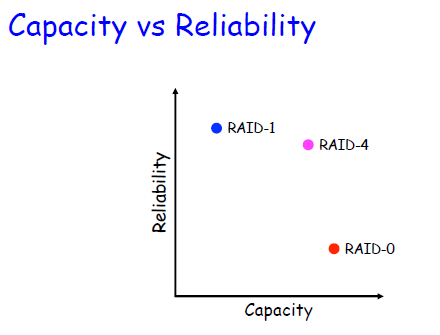 Capacity vs Reliability
RAID-1
RAID-4
Reliability
RAID-0
Capacity